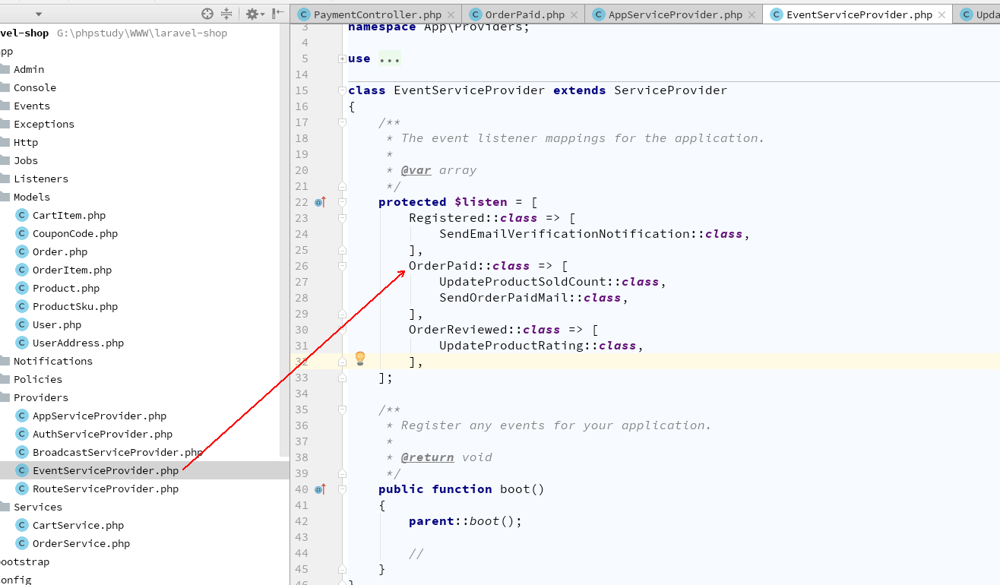 PaymentController.php
OrderPaid.php
AppServiceProvider.php
EventServiceProvider.php
Upda
vel-shop G:\phpstudy\WWW\laravel-shop
pp
Admin
Console
Events
Exceptions
Http
Jobs
Listeners
Models
C CartItem.php
C CouponCode.php
C Order.php
C OrderItem.php
C Product.php
C ProductSku.php
C User.php
C UserAddress.php
Notifications
Policies
Providers
C AppServiceProvider.php
C AuthServiceProvider.php
C BroadcastServiceProvider.php
C EventServiceProvider.php
C RouteServiceProvider.php
Services
C CartService.php
C OrderService.php
ootstrap
onfig
3 namespace App\Providers;
4
5 use ...
14
15 class EventServiceProvider extends ServiceProvider
16 {
17 /**
18 * The event listener mappings for the application.
19 *
20 * @var array
21 */
22 protected $listen = [
23 Registered::class => [
24 SendEmailVerificationNotification::class,
25 ],
26 OrderPaid::class => [
27 UpdateProductSoldCount::class,
28 SendOrderPaidMail::class,
29 ],
30 OrderReviewed::class => [
31 UpdateProductRating::class,
32 ],
33 ];
34
35 /**
36 * Register any events for your application.
37 *
38 * @return void
39 */
40 public function boot()
41 {
42 parent::boot();
43
44 //
45 }
46 }